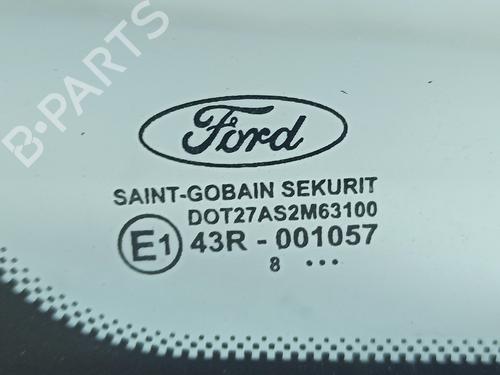 B-PARTS
Ford
SAINT-GOBAIN SEKURIT
DOT27AS2M63100
E1 43R - 001057
8 •••